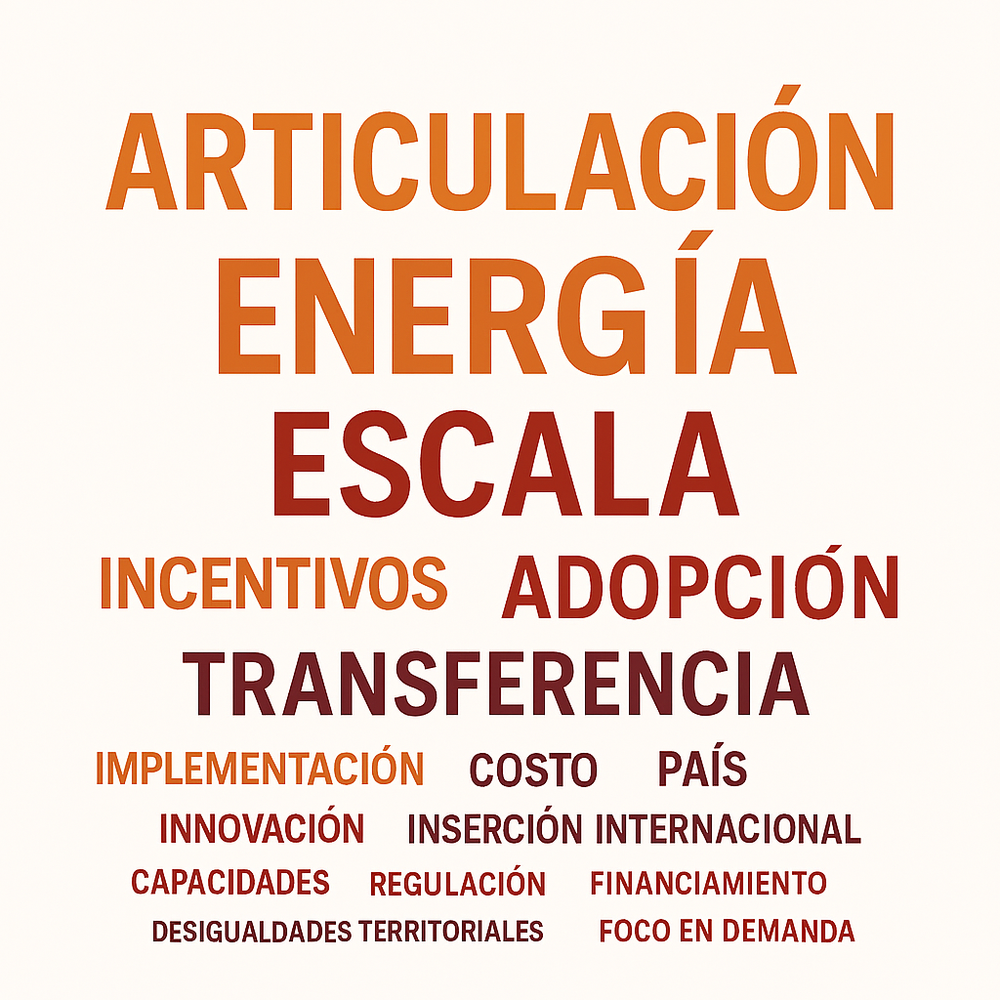 ARTICULACIÓN
ENERGÍA
ESCALA
INCENTIVOS ADOPCIÓN
TRANSFERENCIA
IMPLEMENTACIÓN COSTO PAÍS
INNOVACIÓN INSERCIÓN INTERNACIONAL
CAPACIDADES REGULACIÓN FINANCIAMIENTO
DESIGUALDADES TERRITORIALES FOCO EN DEMANDA